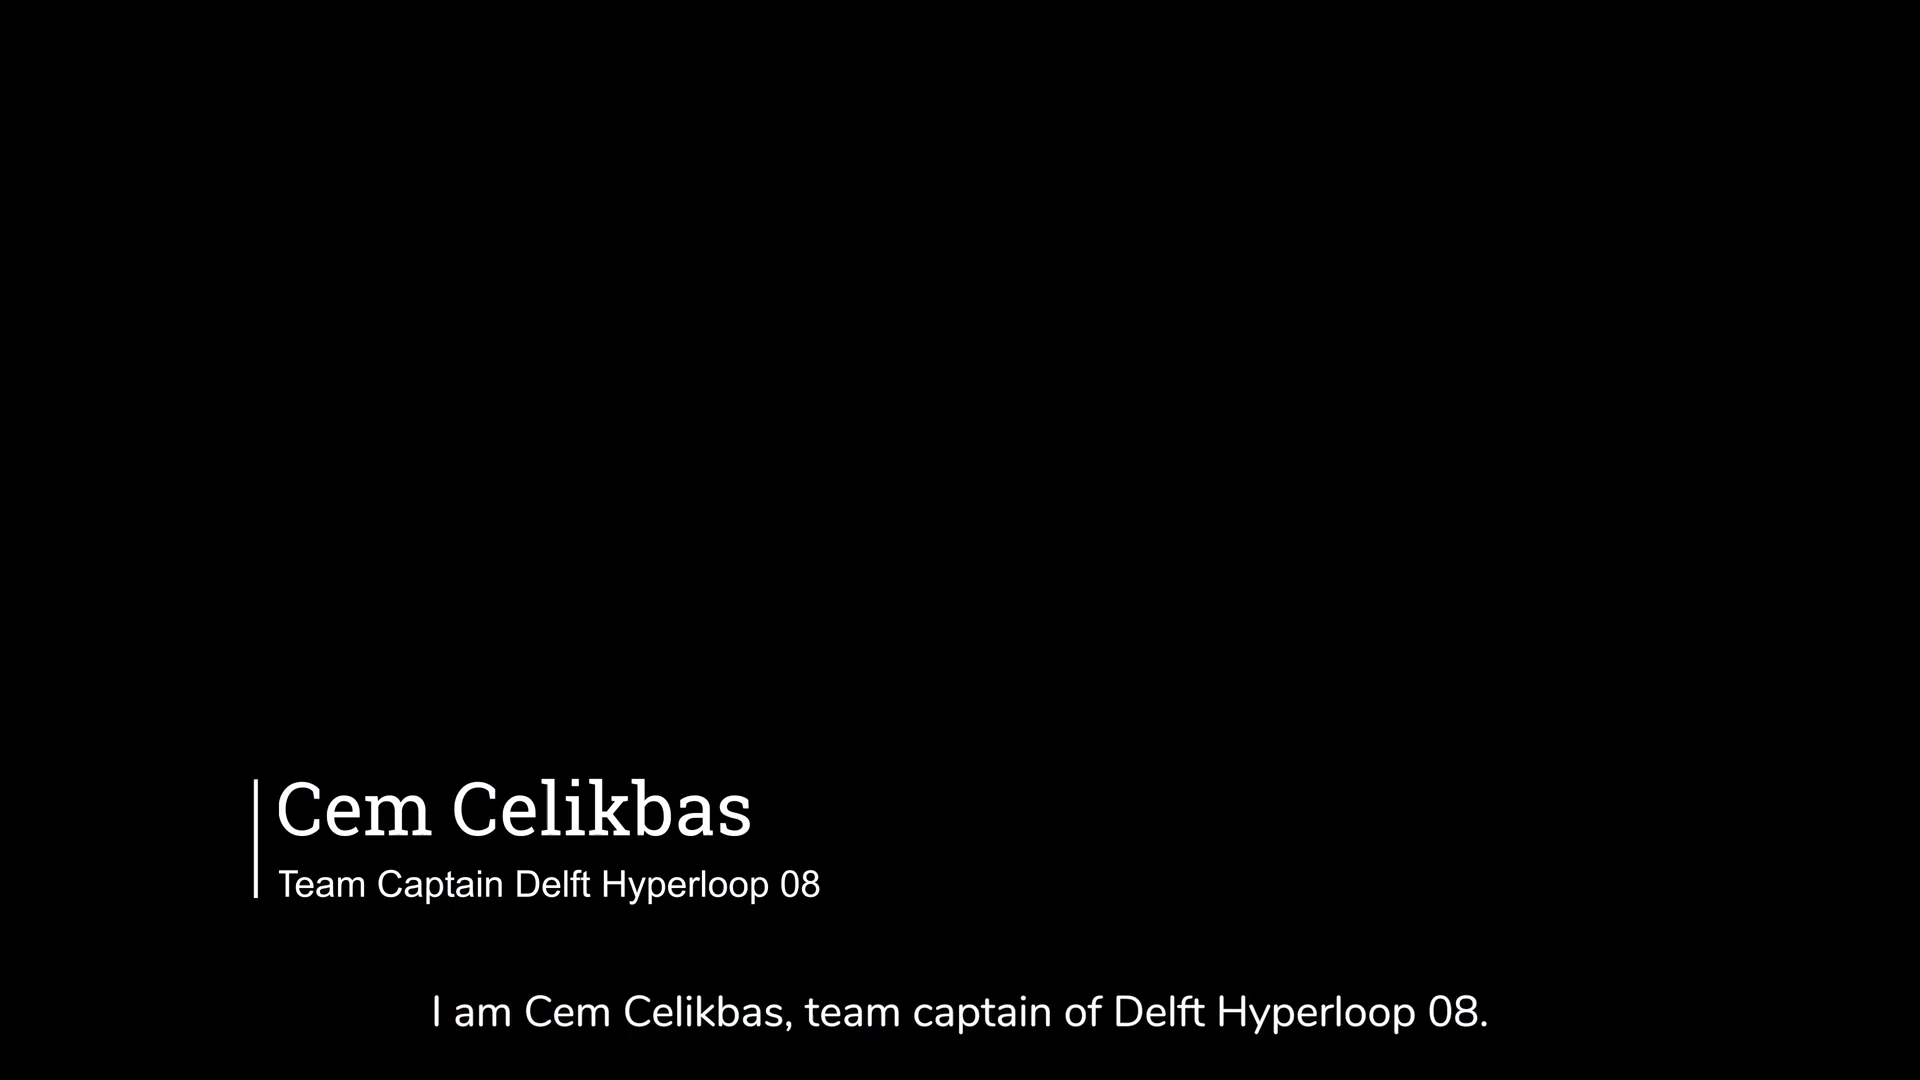 Cem Celikbas
Team Captain Delft Hyperloop 08
I am Cem Celikbas, team captain of Delft Hyperloop 08.